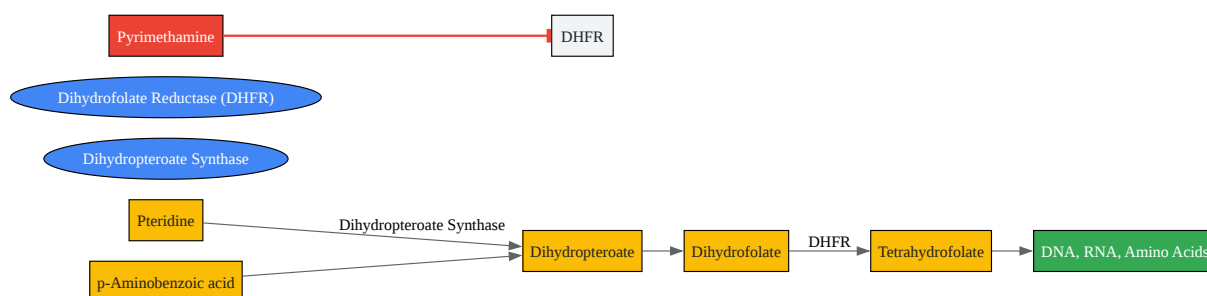 Pyrimethamine
DHFR
Dihydrofolate Reductase (DHFR)
Dihydropteroate Synthase
Pteridine
Dihydropteroate Synthase
p-Aminobenzoic acid
Dihydropteroate
Dihydrofolate
DHFR
Tetrahydrofolate
DNA, RNA, Amino Acids